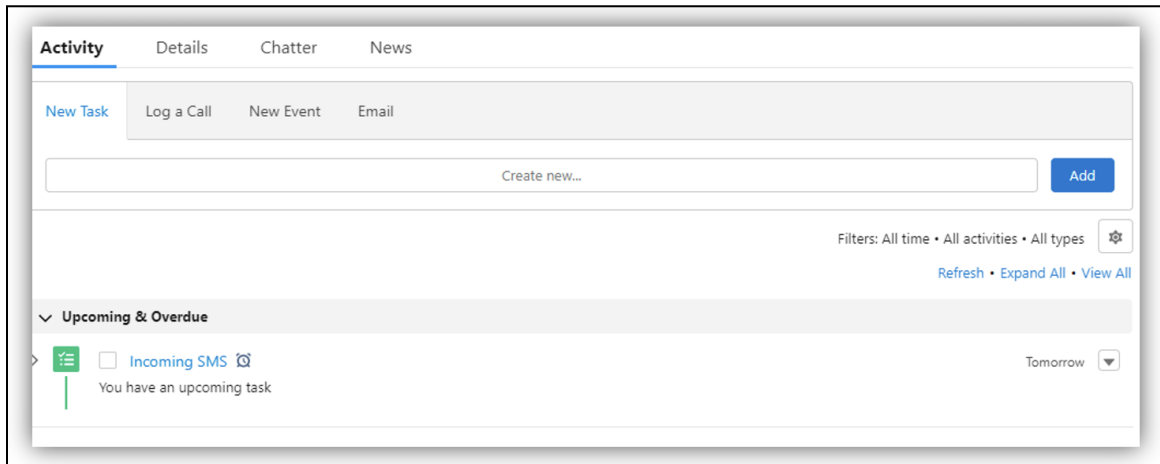 Activity Details Chatter News
New Task Log a Call New Event Email
Create new... Add
Filters: All time • All activities • All types
Refresh • Expand All • View All
Upcoming & Overdue
Incoming SMS Tomorrow
You have an upcoming task